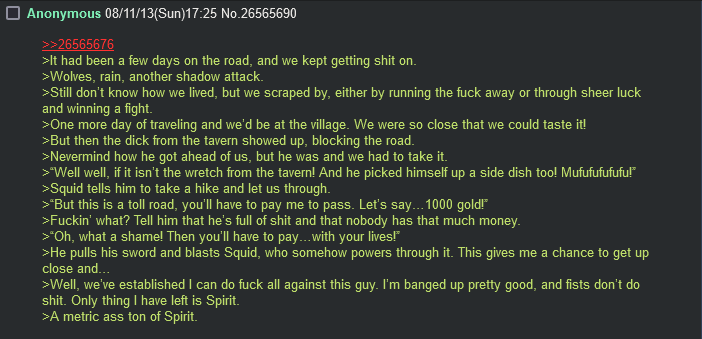 Anonymous 08/11/13(Sun)17:25 No.26565690
>>26565676
>It had been a few days on the road, and we kept getting shit on.
>Wolves, rain, another shadow attack.
>Still don’t know how we lived, but we scraped by, either by running the fuck away or through sheer luck
and winning a fight.
>One more day of traveling and we’d be at the village. We were so close that we could taste it!
>But then the dick from the tavern showed up, blocking the road.
>Nevermind how he got ahead of us, but he was and we had to take it.
>“Well well, if it isn’t the wretch from the tavern! And he picked himself up a side dish too! Mufufufufufu!”
>Squid tells him to take a hike and let us through.
>“But this is a toll road, you’ll have to pay me to pass. Let’s say…1000 gold!”
>Fuckin’ what? Tell him that he’s full of shit and that nobody has that much money.
>“Oh, what a shame! Then you’ll have to pay…with your lives!”
>He pulls his sword and blasts Squid, who somehow powers through it. This gives me a chance to get up
close and…
>Well, we’ve established I can do fuck all against this guy. I’m banged up pretty good, and fists don’t do
shit. Only thing I have left is Spirit.
>A metric ass ton of Spirit.